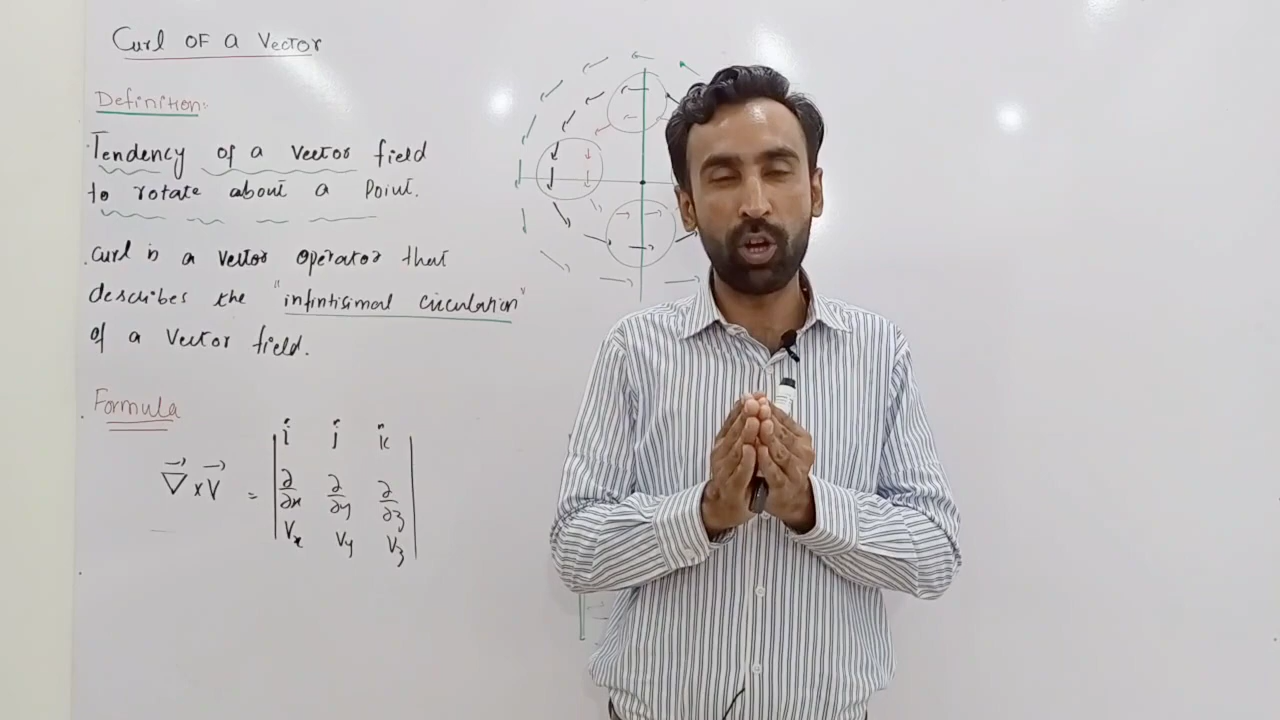 Curl OF a Vector
Definition:
Tendency of a vector field
to rotate about a Point.
curl is a vector operator that
describes the "infintisimal circulation"
of a vector field.
Formula
i j k
∇ x V = ∂/∂x ∂/∂y ∂/∂z
Vx Vy Vz